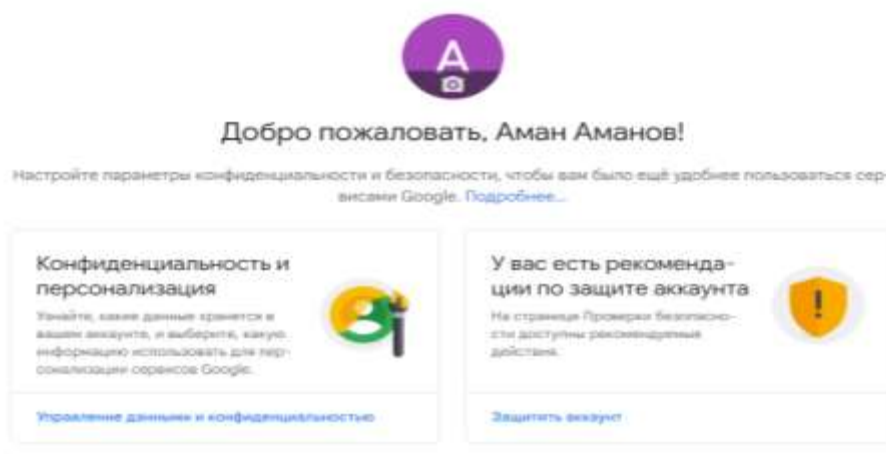 А
Добро пожаловать, Аман Аманов!
Настройте параметры конфиденциальности и безопасности, чтобы вам было ещё удобнее пользоваться сер-
висами Google. Подробнее...
Конфиденциальность и
персонализация
Узнайте, какие данные хранятся в
вашем аккаунте, и выберите, какую
информацию использовать для пер-
сонализации сервисов Google.
Управление данными и конфиденциальностью
У вас есть рекоменда-
ции по защите аккаунта
На странице Проверки безопасно-
сти доступны рекомендуемые
действия.
Защитить аккаунт